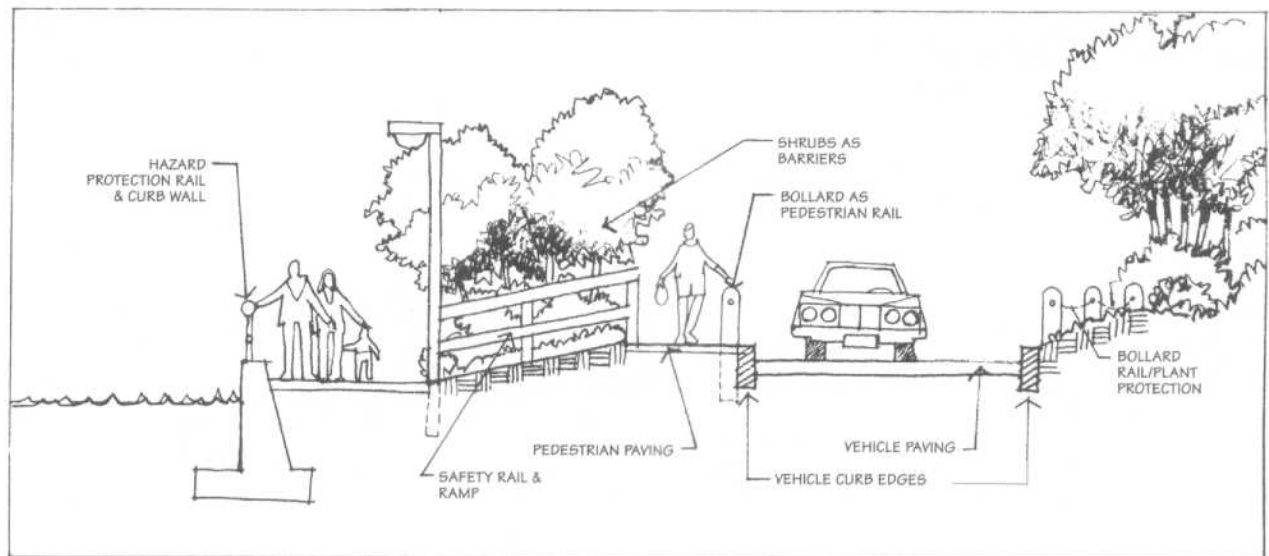 HAZARD
PROTECTION RAIL
& CURB WALL
SHRUBS AS
BARRIERS
BOLLARD AS
PEDESTRIAN RAIL
BOLLARD
RAIL/PLANT
PROTECTION
PEDESTRIAN PAVING
VEHICLE PAVING
SAFETY RAIL &
RAMP
VEHICLE CURB EDGES